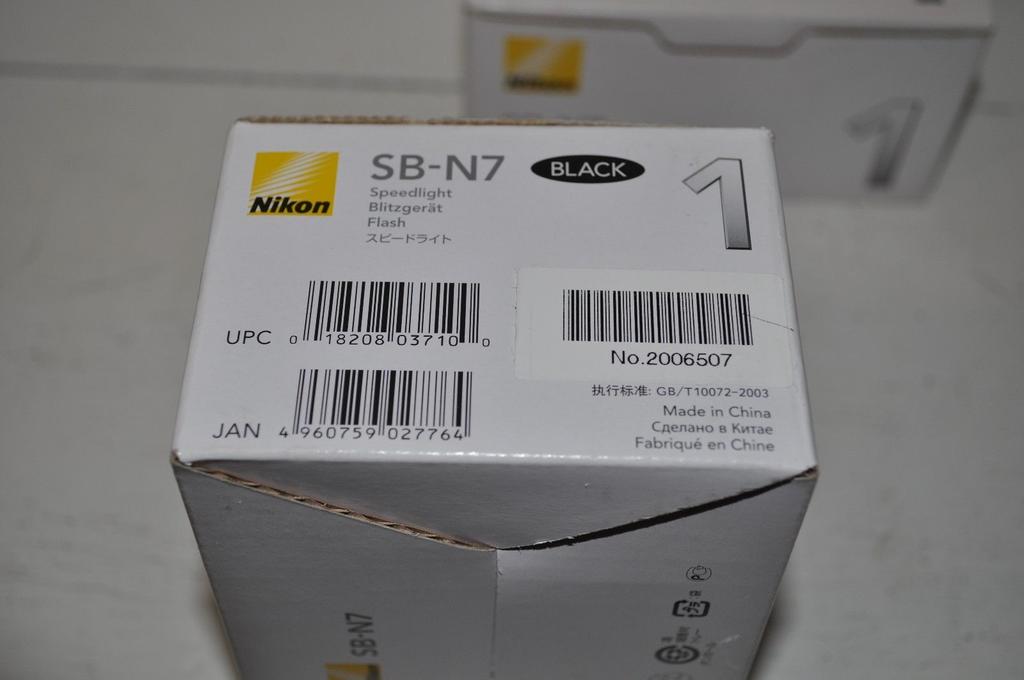 Nikon
1
Nikon
SB-N7
BLACK
1
Speedlight
Blitzgerät
Flash
スピードライト
UPC
0 18208 03710 0
No.2006507
JAN
4 960759 027764
执行标准: GB/T10072-2003
Made in China
Сделано в Китае
Fabriqué en Chine
SB-N7